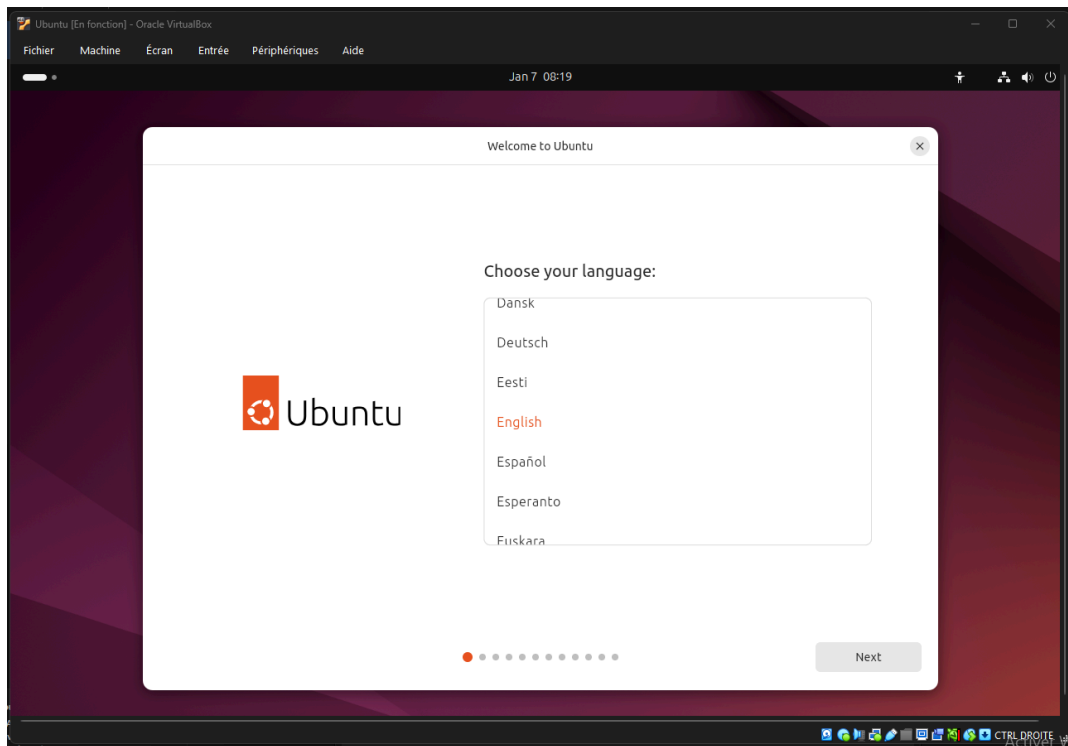 Ubuntu [En fonction] - Oracle VirtualBox
Fichier Machine Écran Entrée Périphériques Aide
Jan 7 08:19
Welcome to Ubuntu
Choose your language:
Dansk
Deutsch
Eesti
English
Español
Esperanto
Euskara
Ubuntu
Next
CTRL DROITE
Activer